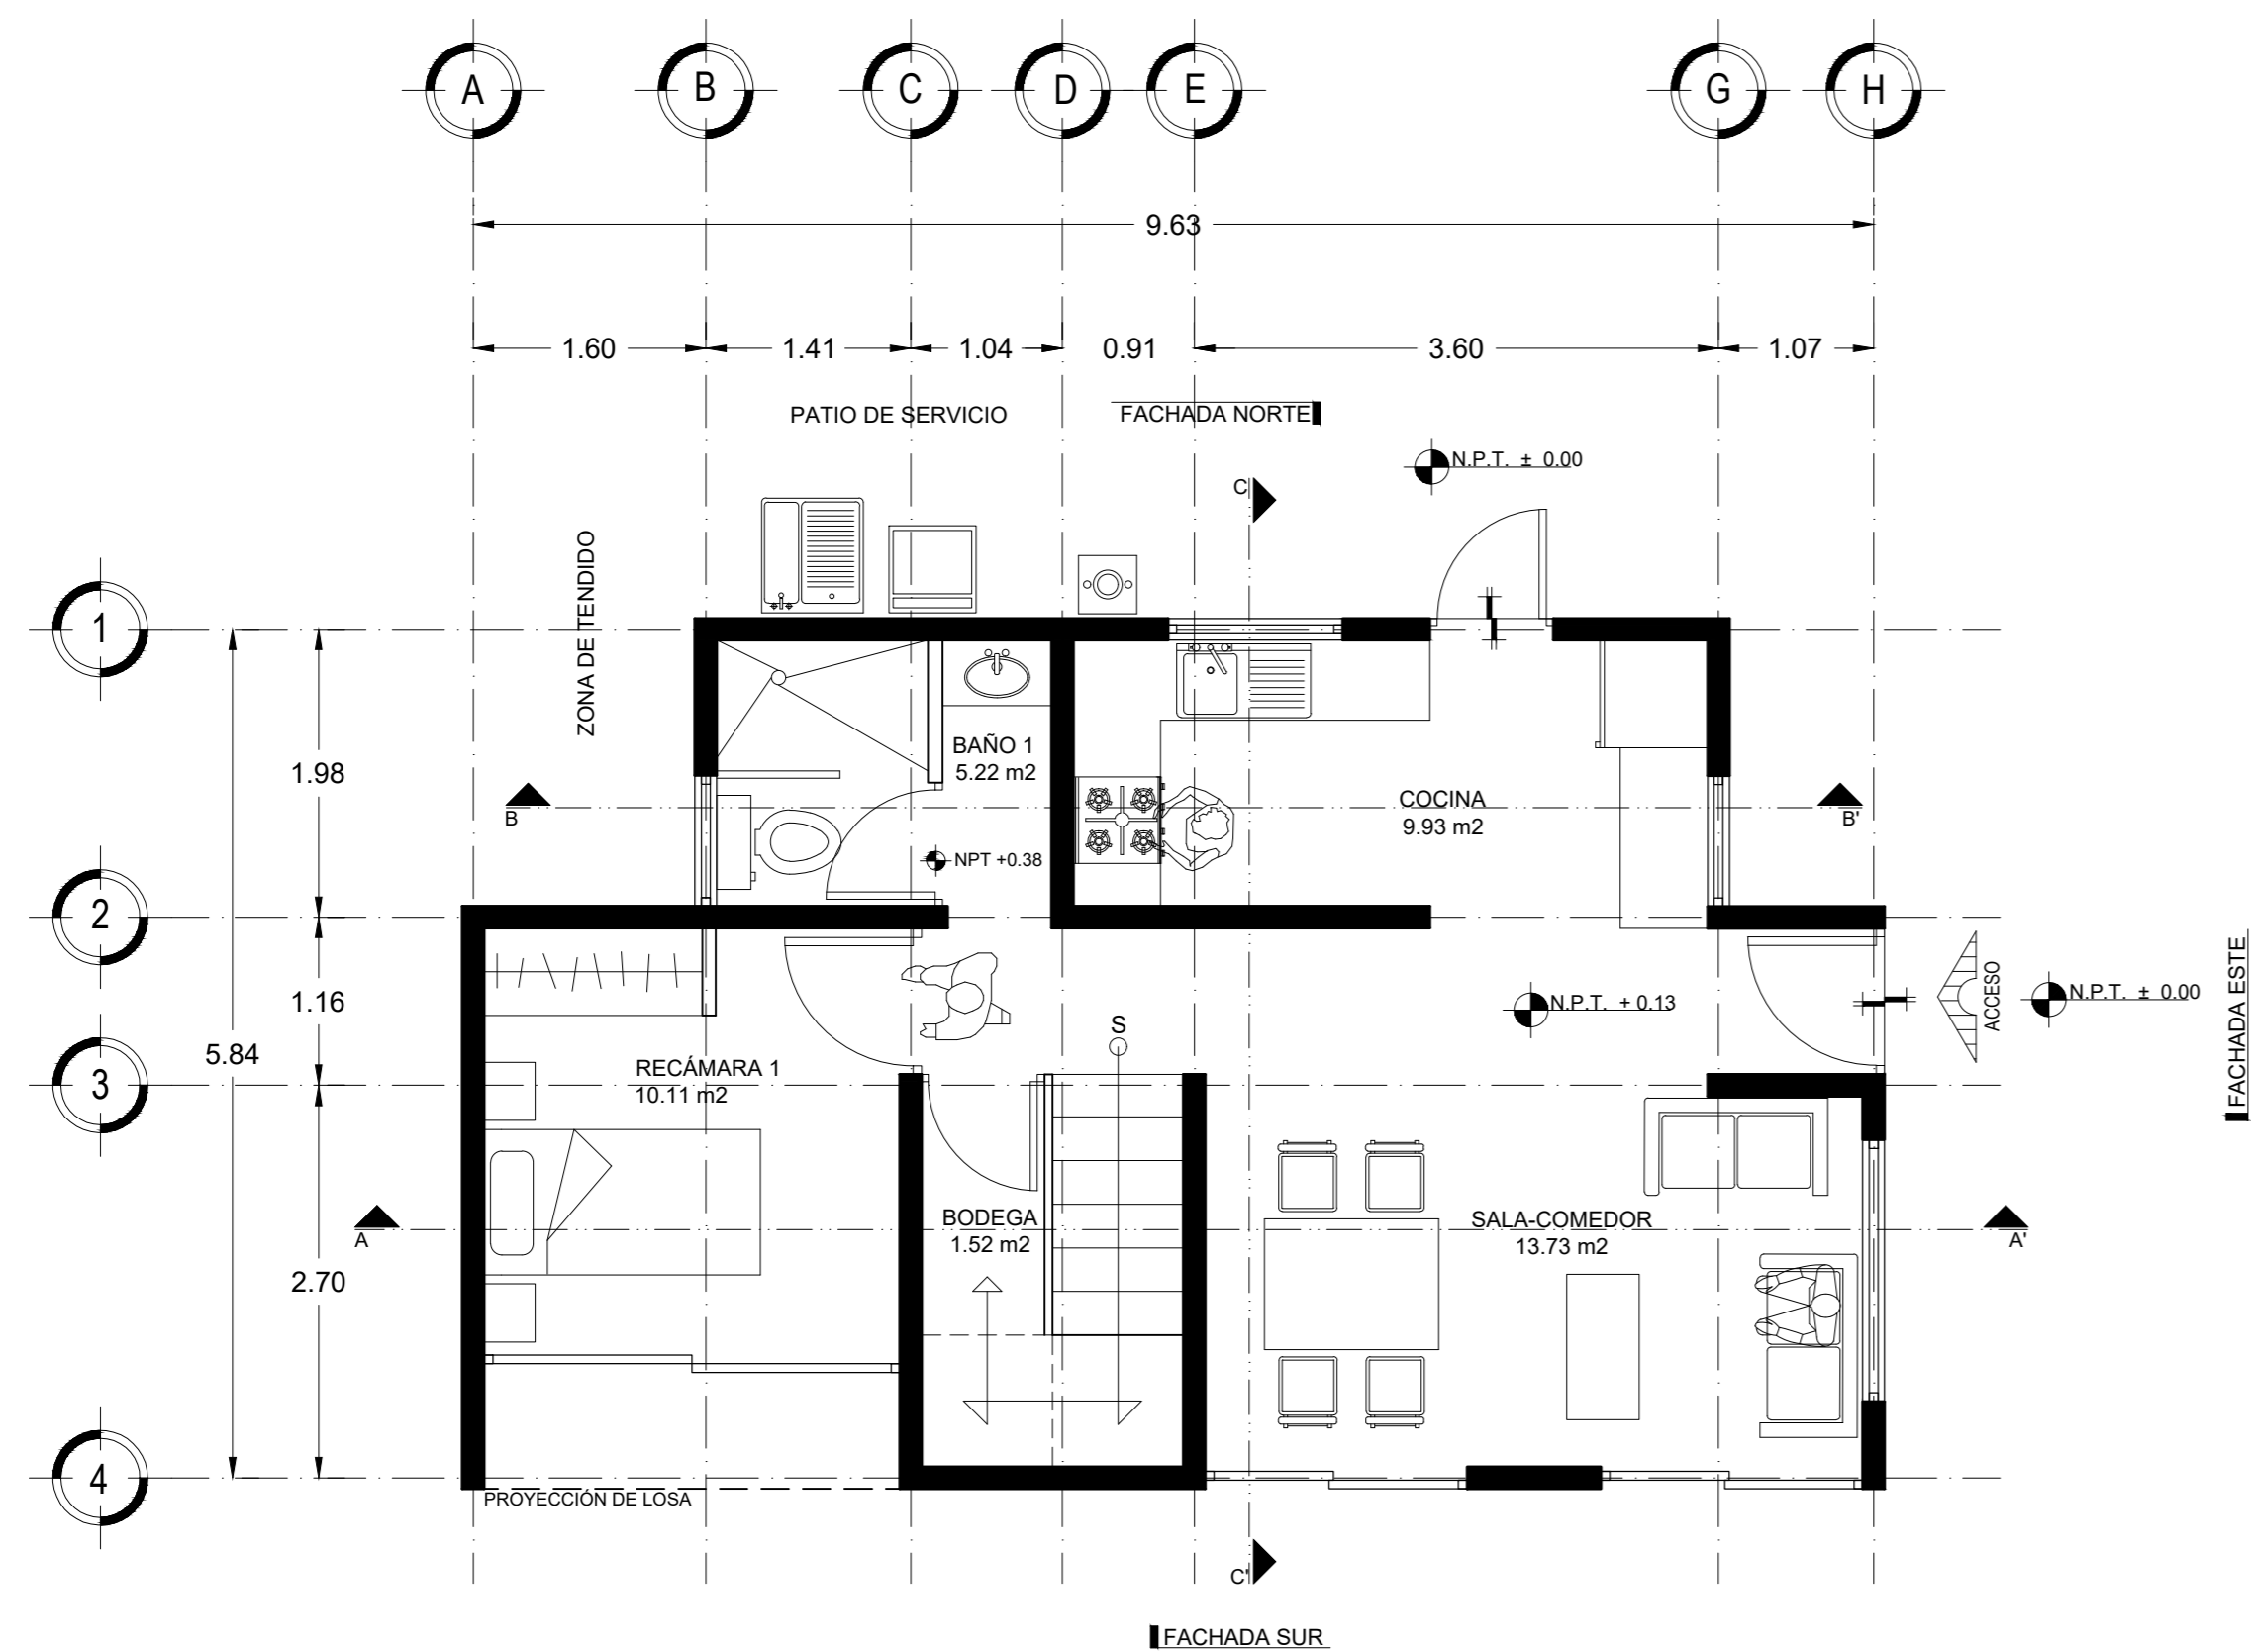 A B C D E G H
9.63
1.60 1.41 1.04 0.91 3.60 1.07
PATIO DE SERVICIO
FACHADA NORTE
N.P.T. ± 0.00
C
ZONA DE TENDIDO
1
1.98
BAÑO 1
5.22 m2
COCINA
9.93 m2
B
B'
NPT +0.38
2
1.16
5.84
N.P.T. + 0.13
ACCESO
N.P.T. ± 0.00
FACHADA ESTE
S
RECÁMARA 1
10.11 m2
3
2.70
BODEGA
1.52 m2
SALA-COMEDOR
13.73 m2
A
A'
4
PROYECCIÓN DE LOSA
C'
FACHADA SUR